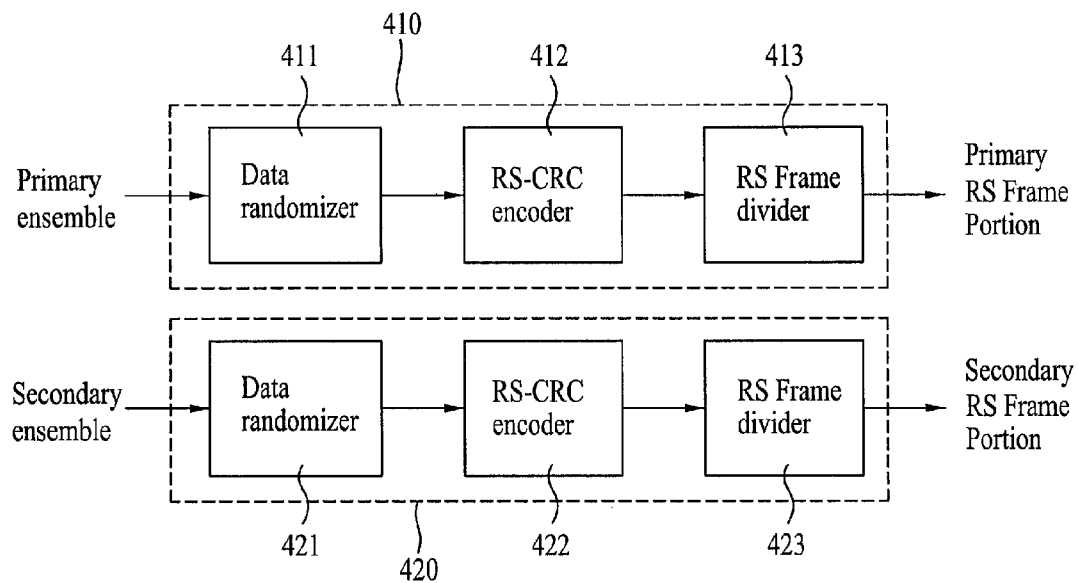 410
411
412
413
Primary
ensemble
Data
randomizer
RS-CRC
encoder
RS Frame
divider
Primary
RS Frame
Portion
Secondary
ensemble
Data
randomizer
RS-CRC
encoder
RS Frame
divider
Secondary
RS Frame
Portion
421
420
422
423